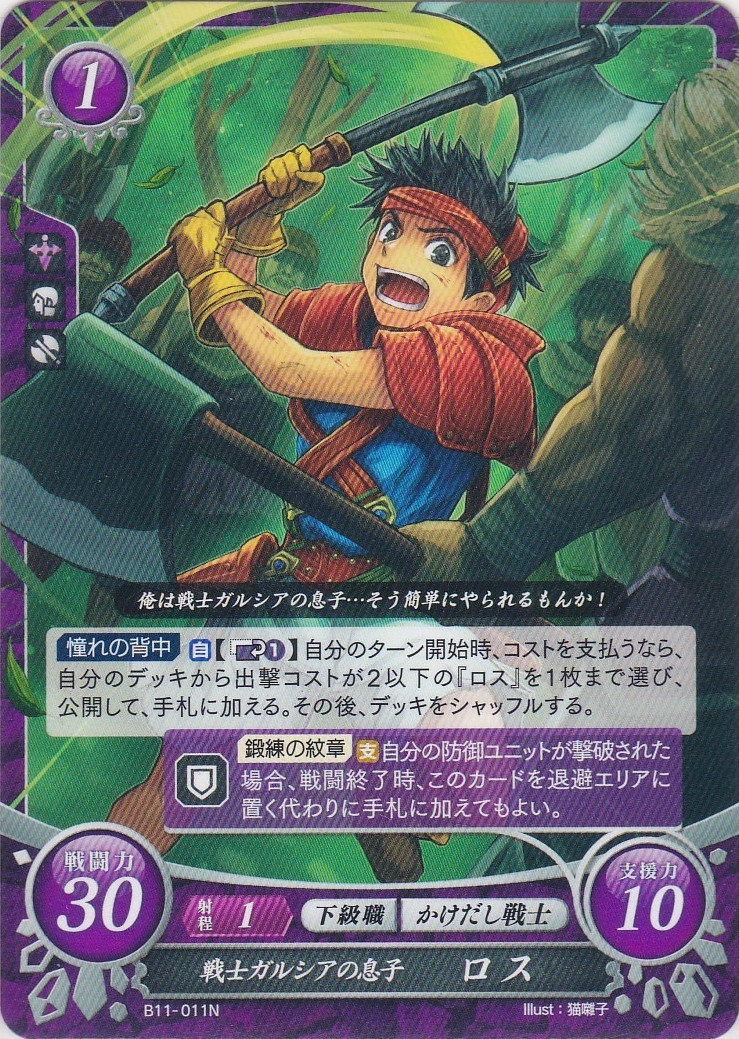 1
俺は戦士ガルシアの息子…そう簡単にやられるもんか！
憧れの背中 自【 1】自分のターン開始時、コストを支払うなら、
自分のデッキから出撃コストが2以下の『ロス』を1枚まで選び、
公開して、手札に加える。その後、デッキをシャッフルする。
鍛練の紋章 支 自分の防御ユニットが撃破された
場合、戦闘終了時、このカードを退避エリアに
置く代わりに手札に加えてもよい。
戦闘力
30
射程 1 下級職 かけだし戦士
支援力
10
戦士ガルシアの息子 ロス
B11-011N
Illust：猫囃子